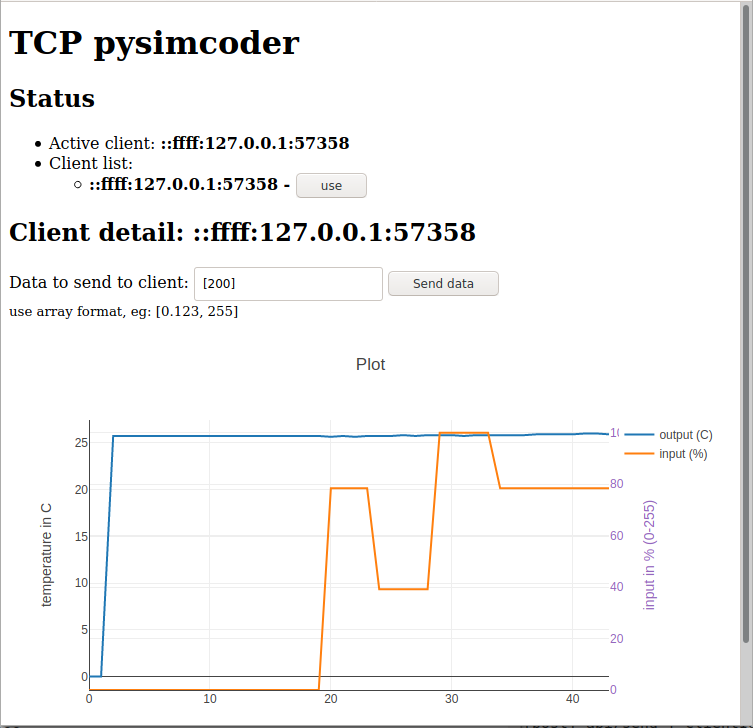 TCP pysimcoder
Status
Active client: ::ffff:127.0.0.1:57358
Client list:
::ffff:127.0.0.1:57358 - use
Client detail: ::ffff:127.0.0.1:57358
Data to send to client: [200] Send data
use array format, eg: [0.123, 255]
Plot
output (C)
input (%)
temperature in C
25
20
15
10
5
0
input in % (0-255)
80
60
40
20
0
0 10 20 30 40